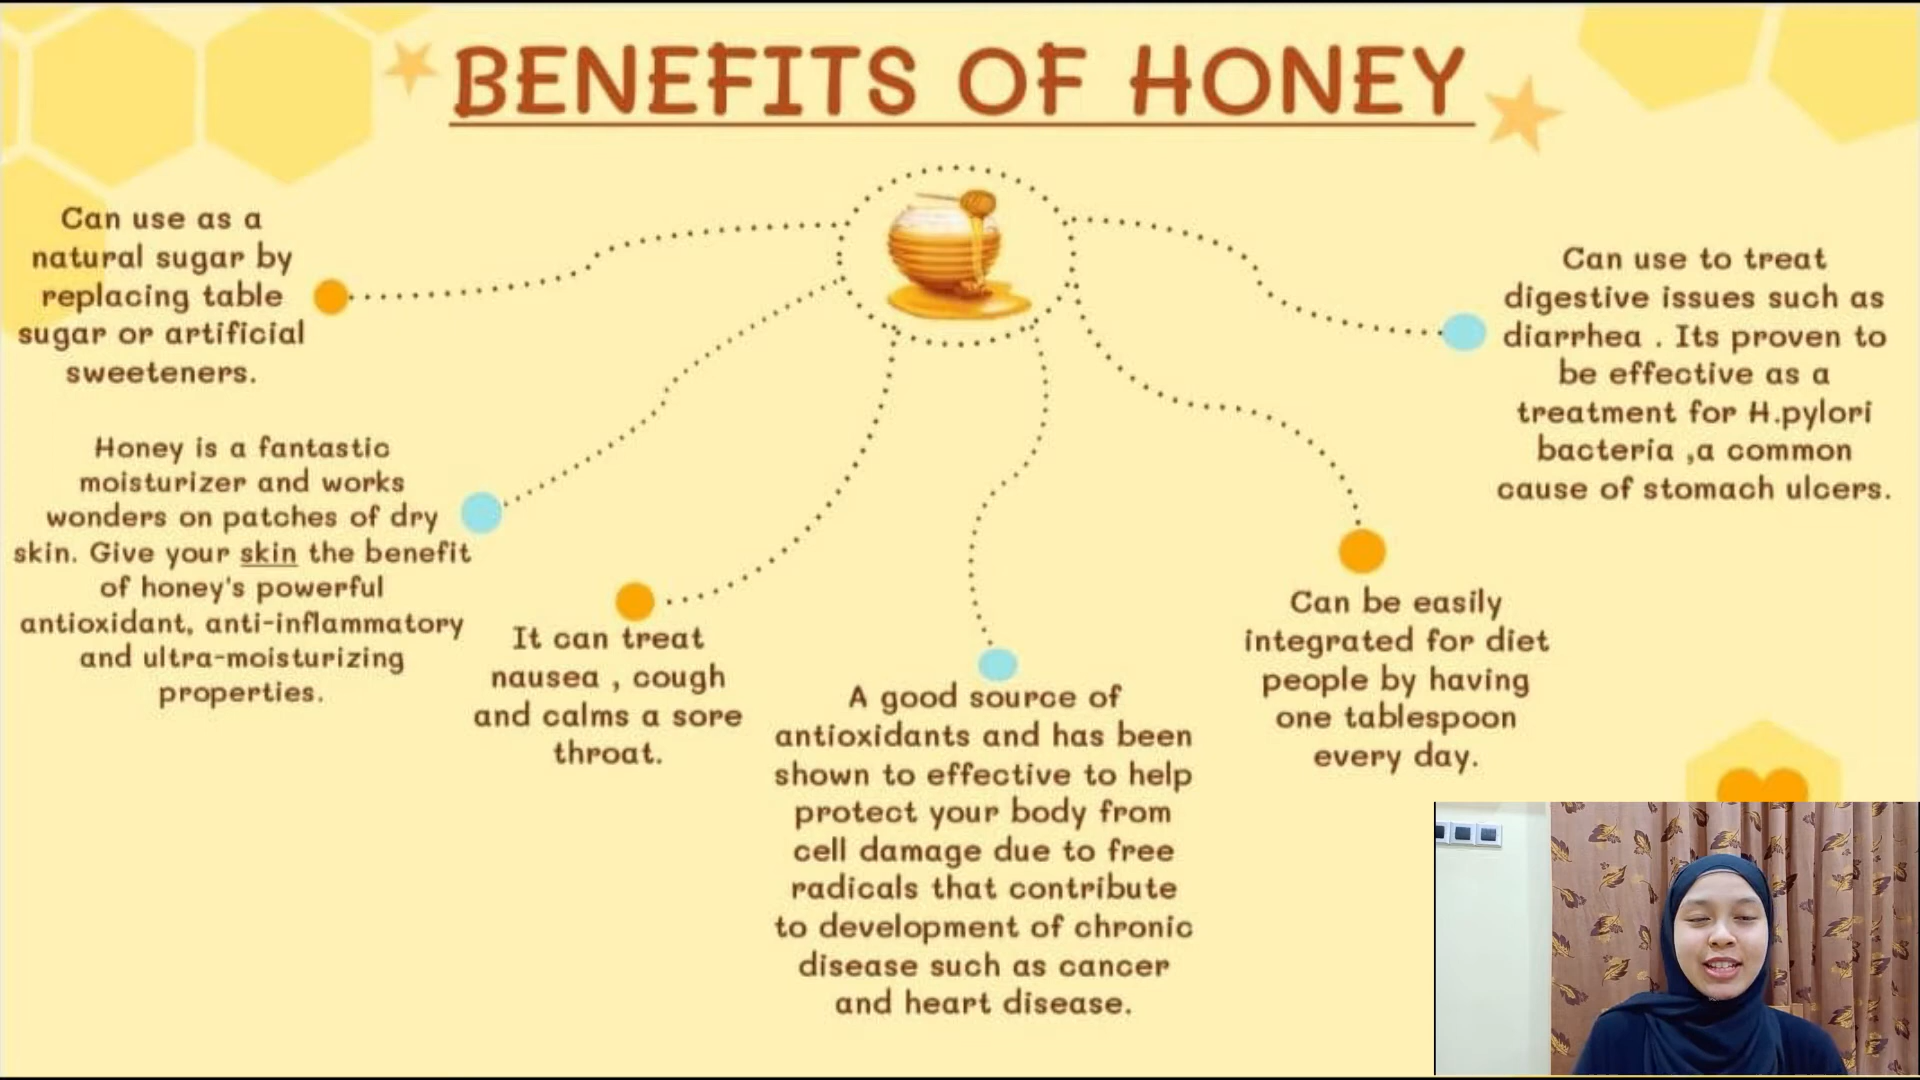 BENEFITS OF HONEY
Can use as a
natural sugar by
replacing table
sugar or artificial
sweeteners.
Honey is a fantastic
moisturizer and works
wonders on patches of dry
skin. Give your skin the benefit
of honey's powerful
antioxidant, anti-inflammatory
and ultra-moisturizing
properties.
It can treat
nausea , cough
and calms a sore
throat.
A good source of
antioxidants and has been
shown to effective to help
protect your body from
cell damage due to free
radicals that contribute
to development of chronic
disease such as cancer
and heart disease.
Can be easily
integrated for diet
people by having
one tablespoon
every day.
Can use to treat
digestive issues such as
diarrhea . Its proven to
be effective as a
treatment for H.pylori
bacteria ,a common
cause of stomach ulcers.